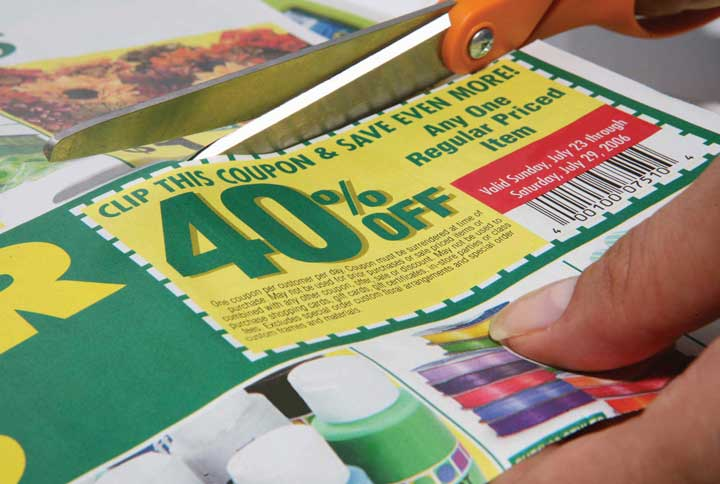 CLIP THIS COUPON & SAVE EVEN MORE!
40% OFF
Any One
Regular Priced
Item
Valid Sunday, July 23 through
Saturday, July 29, 2006
4 00100 07510 4
One coupon per customer per day. Coupon must be surrendered at time of
purchase. May not be used for prior purchases or sale priced items or
combined with any other coupon, offer, sale or discount. May not be used to
purchase shopping cards, gift cards, gift certificates, in-store parties or class
fees. Excludes special order custom floral arrangements and special order
custom frames and materials.
R